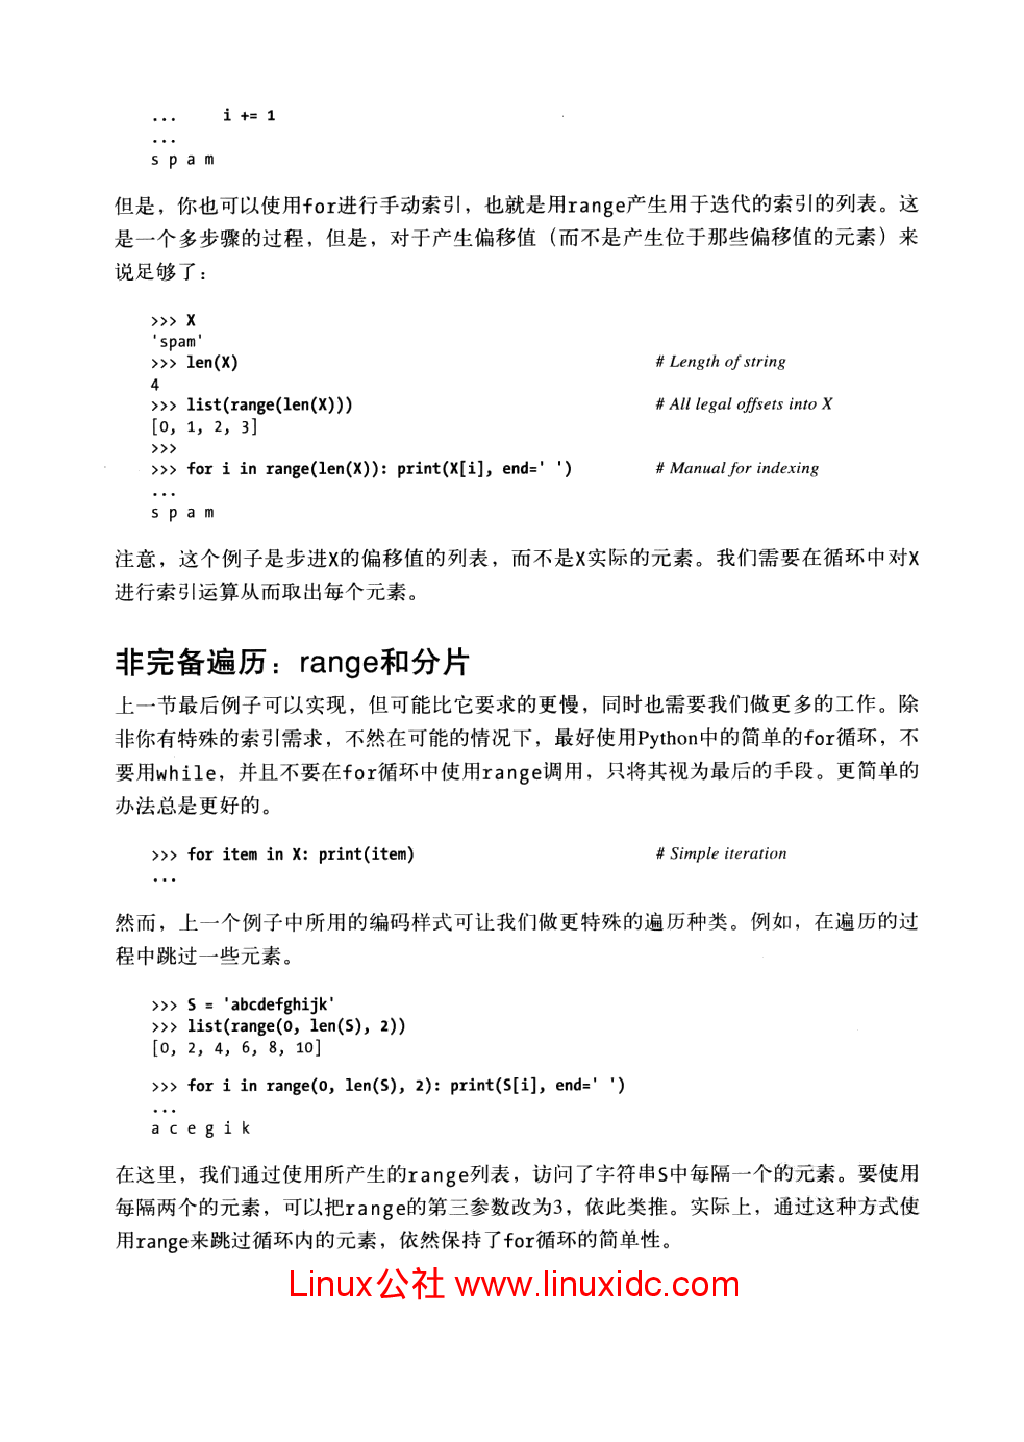 ...     i += 1
...
s p a m
但是，你也可以使用for进行手动索引，也就是用range产生用于迭代的索引的列表。这
是一个多步骤的过程，但是，对于产生偏移值（而不是产生位于那些偏移值的元素）来
说足够了：
>>> X
'spam'
>>> len(X)                                # Length of string
4
>>> list(range(len(X)))                   # All legal offsets into X
[0, 1, 2, 3]
>>>
>>> for i in range(len(X)): print(X[i], end=' ')     # Manual for indexing
...
s p a m
注意，这个例子是步进X的偏移值的列表，而不是X实际的元素。我们需要在循环中对X
进行索引运算从而取出每个元素。
非完备遍历：range和分片
上一节最后例子可以实现，但可能比它要求的更慢，同时也需要我们做更多的工作。除
非你有特殊的索引需求，不然在可能的情况下，最好使用Python中的简单的for循环，不
要用while，并且不要在for循环中使用range调用，只将其视为最后的手段。更简单的
办法总是更好的。
>>> for item in X: print(item)            # Simple iteration
...
然而，上一个例子中所用的编码样式可让我们做更特殊的遍历种类。例如，在遍历的过
程中跳过一些元素。
>>> S = 'abcdefghijk'
>>> list(range(0, len(S), 2))
[0, 2, 4, 6, 8, 10]
>>> for i in range(0, len(S), 2): print(S[i], end=' ')
...
a c e g i k
在这里，我们通过使用所产生的range列表，访问了字符串S中每隔一个的元素。要使用
每隔两个的元素，可以把range的第三参数改为3，依此类推。实际上，通过这种方式使
用range来跳过循环内的元素，依然保持了for循环的简单性。
Linux公社 www.linuxidc.com